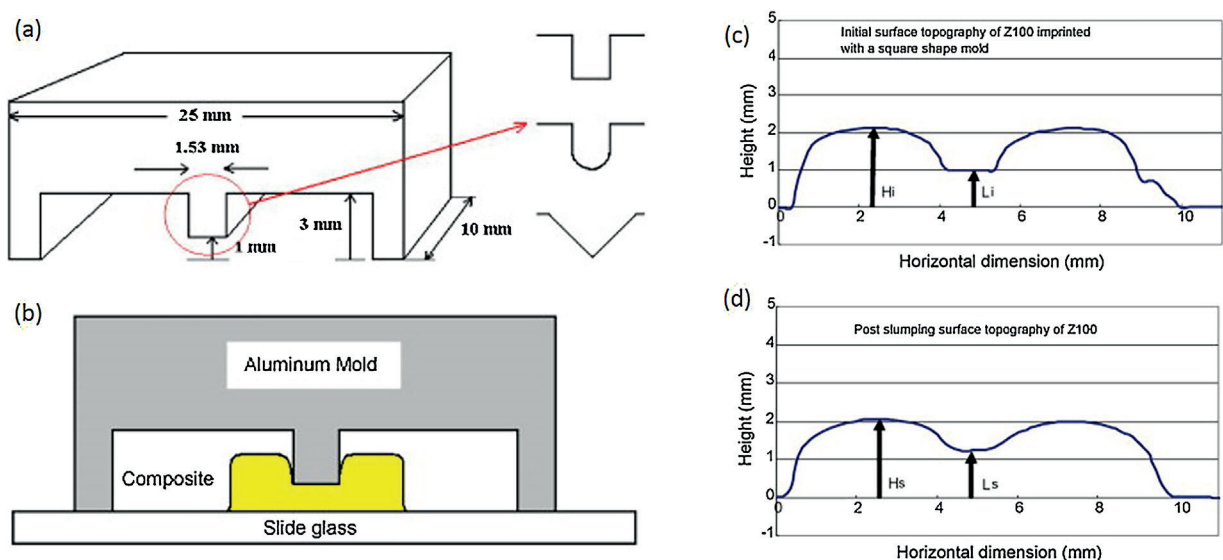 (a)
25 mm
1.53 mm
3 mm
1 mm
10 mm
(b)
Aluminum Mold
Composite
Slide glass
(c)
Initial surface topography of Z100 imprinted
with a square shape mold
Height (mm)
5
4
3
2
1
0
-1
Hi
Li
0 2 4 6 8 10
Horizontal dimension (mm)
(d)
Post slumping surface topography of Z100
Height (mm)
5
4
3
2
1
0
-1
Hs
Ls
0 2 4 6 8 10
Horizontal dimension (mm)